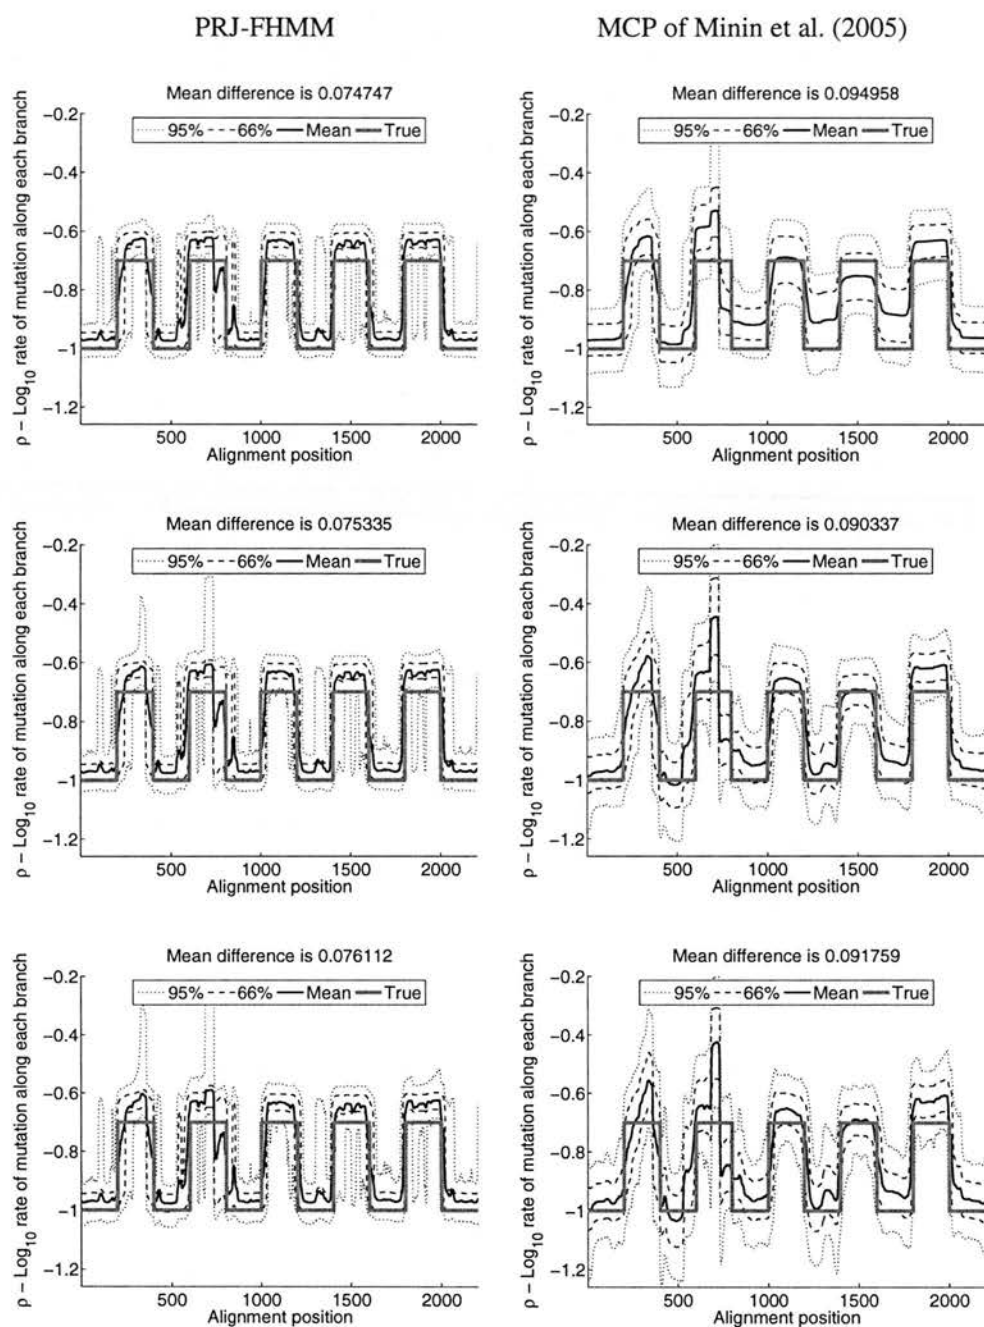 PRJ-FHMM
MCP of Minin et al. (2005)
Mean difference is 0.074747
95% 66% Mean True
ρ − Log10 rate of mutation along each branch
−0.2
−0.4
−0.6
−0.8
−1
−1.2
500 1000 1500 2000
Alignment position
Mean difference is 0.094958
95% 66% Mean True
ρ − Log10 rate of mutation along each branch
−0.2
−0.4
−0.6
−0.8
−1
−1.2
500 1000 1500 2000
Alignment position
Mean difference is 0.075335
95% 66% Mean True
ρ − Log10 rate of mutation along each branch
−0.2
−0.4
−0.6
−0.8
−1
−1.2
500 1000 1500 2000
Alignment position
Mean difference is 0.090337
95% 66% Mean True
ρ − Log10 rate of mutation along each branch
−0.2
−0.4
−0.6
−0.8
−1
−1.2
500 1000 1500 2000
Alignment position
Mean difference is 0.076112
95% 66% Mean True
ρ − Log10 rate of mutation along each branch
−0.2
−0.4
−0.6
−0.8
−1
−1.2
500 1000 1500 2000
Alignment position
Mean difference is 0.091759
95% 66% Mean True
ρ − Log10 rate of mutation along each branch
−0.2
−0.4
−0.6
−0.8
−1
−1.2
500 1000 1500 2000
Alignment position